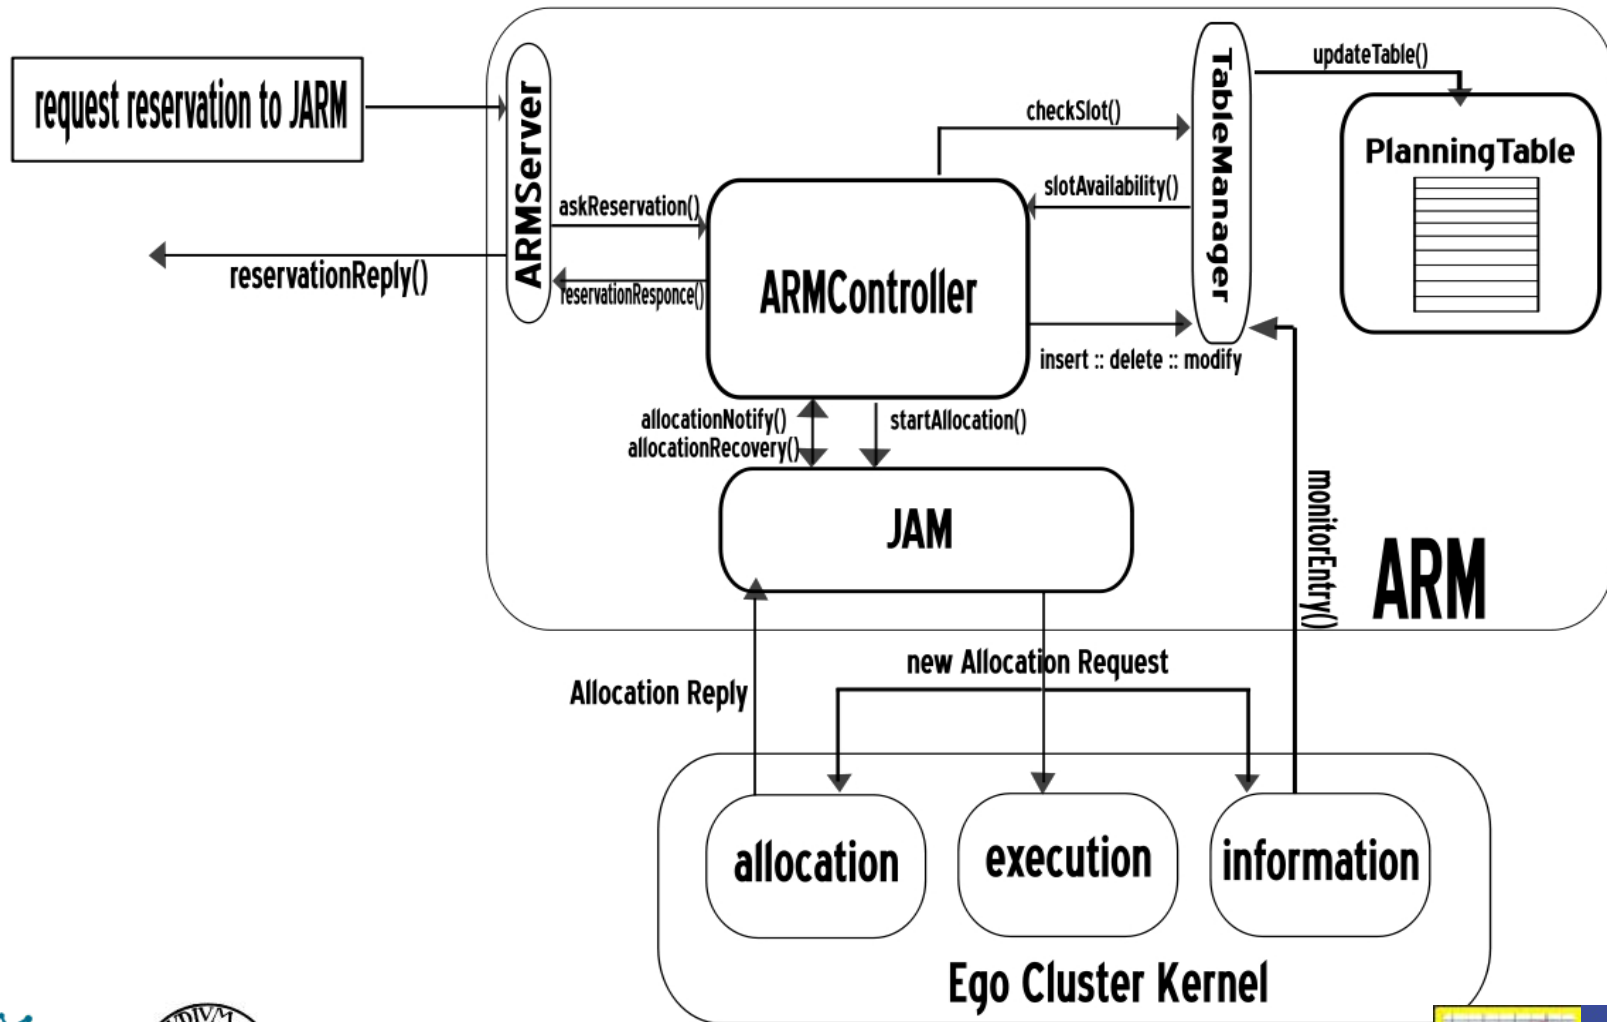 updateTable()
request reservation to JARM
ARMServer
TableManager
checkSlot()
PlanningTable
slotAvailability()
askReservation()
reservationReply()
reservationResponce()
ARMController
insert :: delete :: modify
allocationNotify()
startAllocation()
allocationRecovery()
JAM
monitorEntry()
ARM
new Allocation Request
Allocation Reply
allocation
execution
information
Ego Cluster Kernel